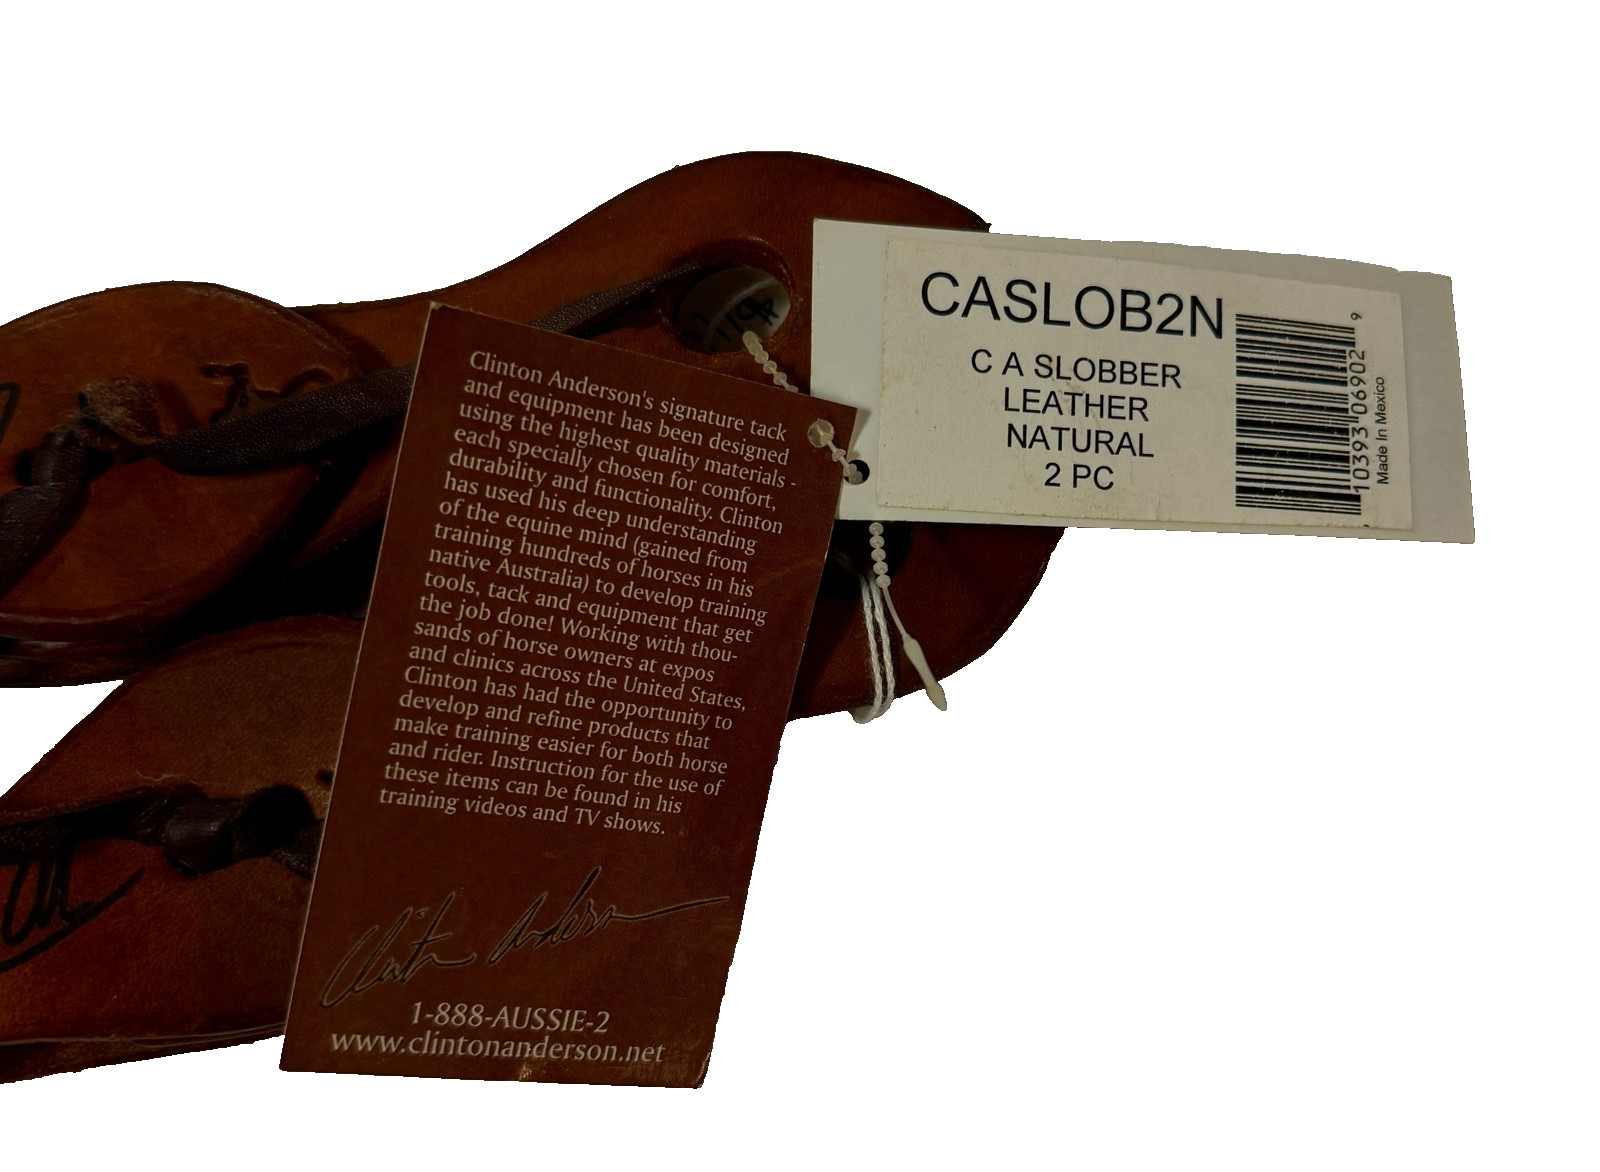 Clinton Anderson's signature tack
and equipment has been designed
using the highest quality materials -
each specially chosen for comfort,
durability and functionality. Clinton
has used his deep understanding
of the equine mind (gained from
training hundreds of horses in his
native Australia) to develop training
tools, tack and equipment that get
the job done! Working with thou-
sands of horse owners at expos
and clinics across the United States,
Clinton has had the opportunity to
develop and refine products that
make training easier for both horse
and rider. Instruction for the use of
these items can be found in his
training videos and TV shows.
Clinton Anderson
1-888-AUSSIE-2
www.clintonanderson.net
CASLOB2N
C A SLOBBER
LEATHER
NATURAL
2 PC
10393 06902 9
Made In Mexico